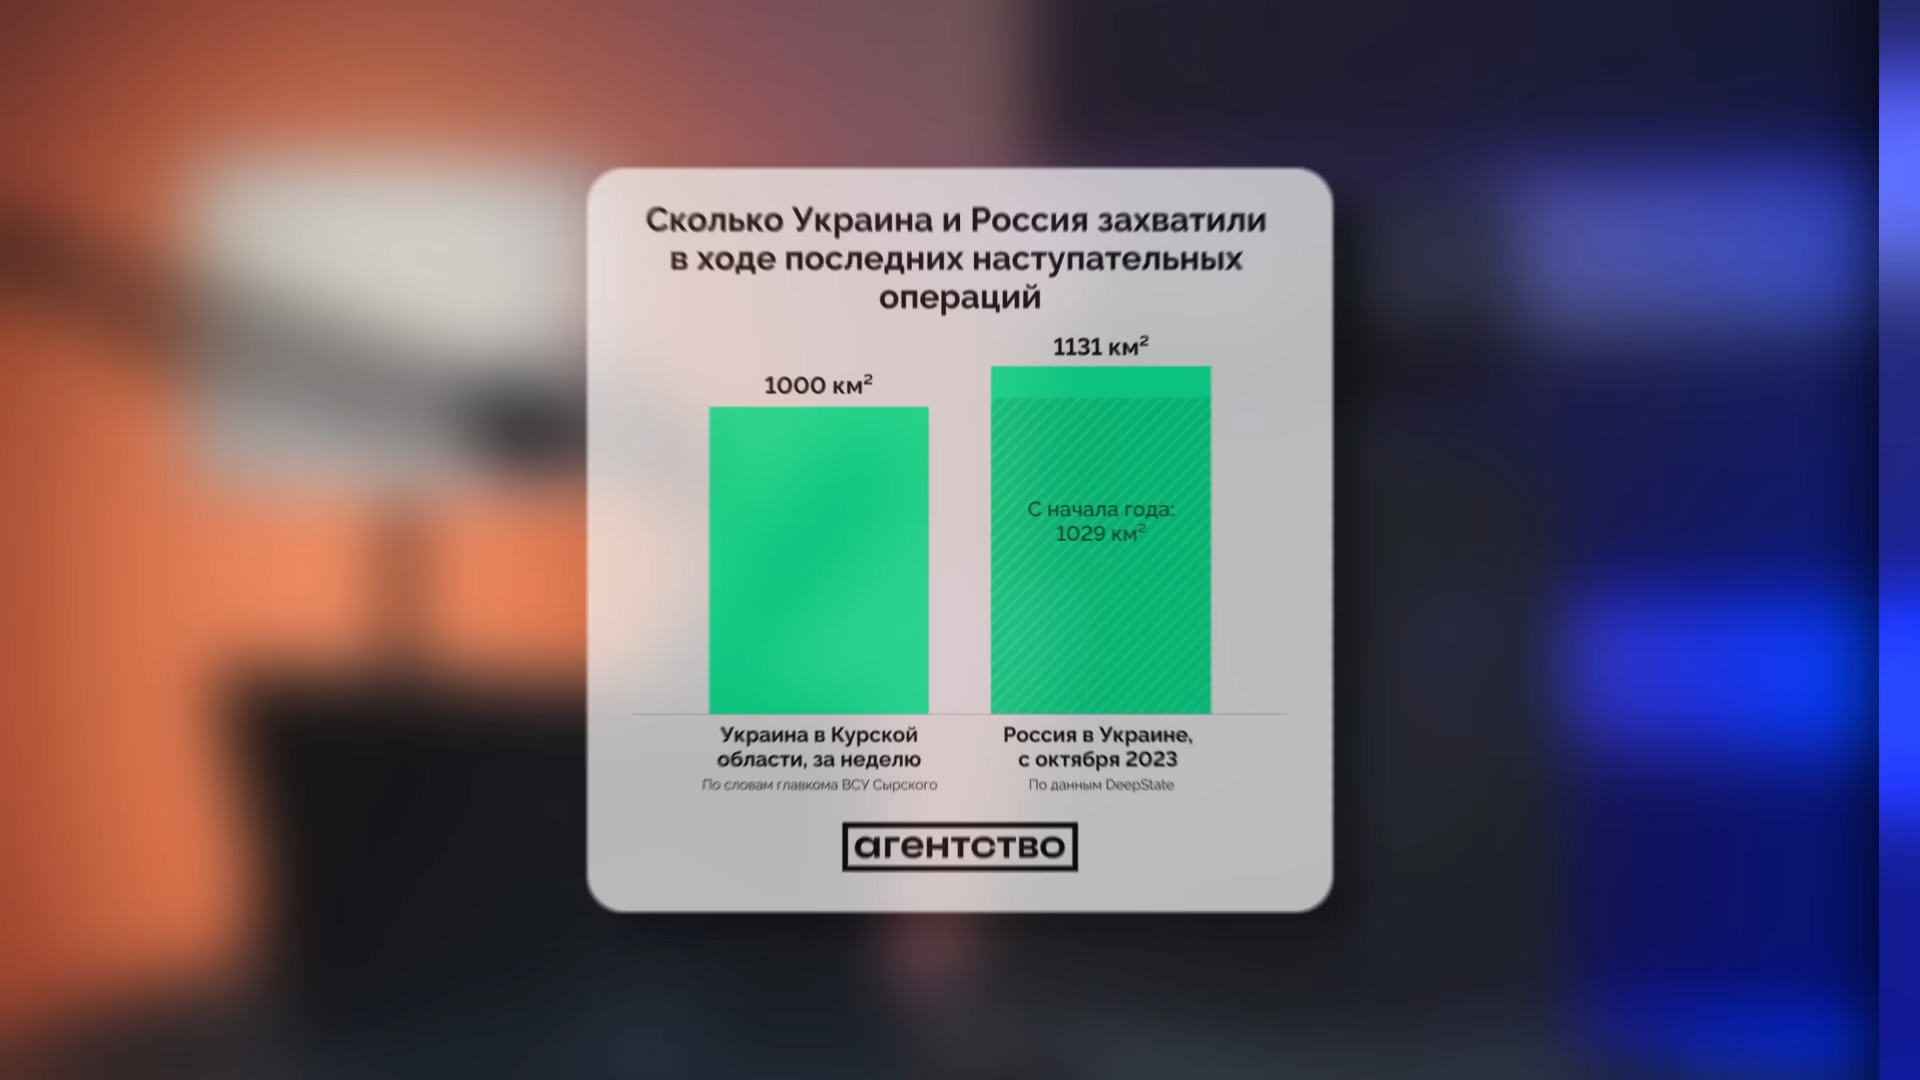 Сколько Украина и Россия захватили
в ходе последних наступательных
операций
1000 км²
1131 км²
С начала года:
1029 км²
Украина в Курской
области, за неделю
По словам главкома ВСУ Сырского
Россия в Украине,
с октября 2023
По данным DeepState
агентство